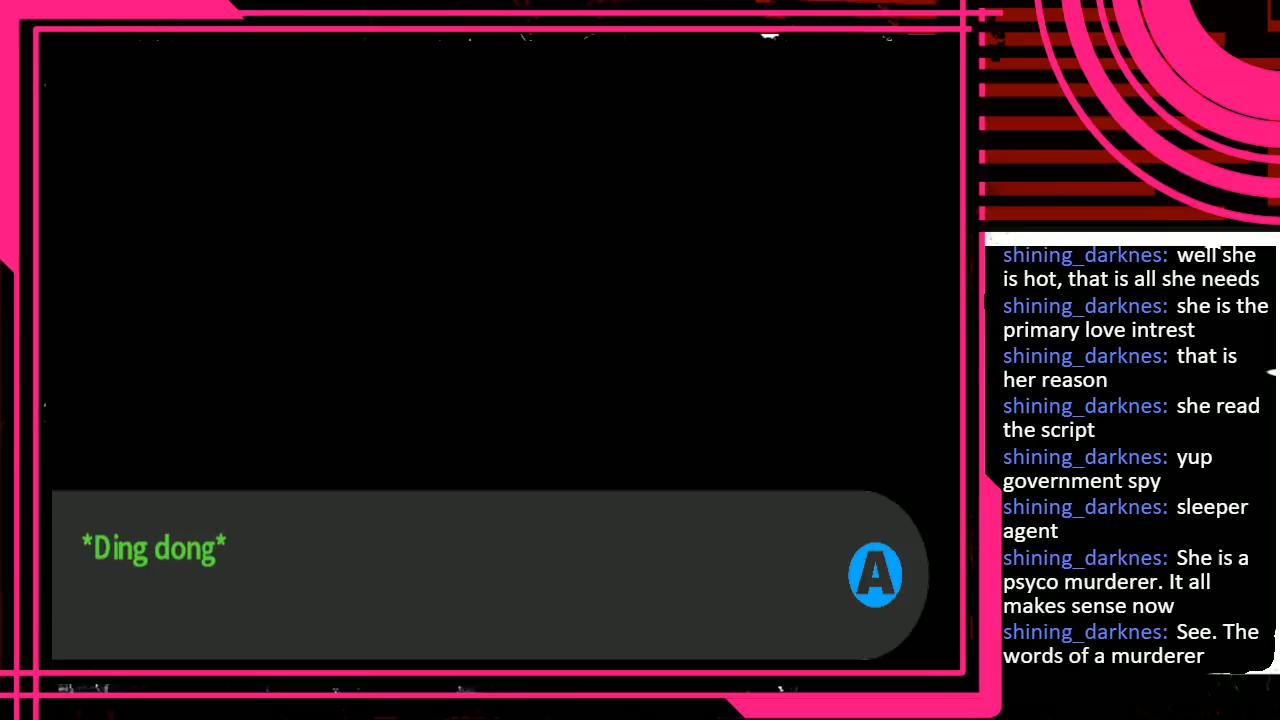 *Ding dong*
A
shining_darknes: well she
is hot, that is all she needs
shining_darknes: she is the
primary love intrest
shining_darknes: that is
her reason
shining_darknes: she read
the script
shining_darknes: yup
government spy
shining_darknes: sleeper
agent
shining_darknes: She is a
psyco murderer. It all
makes sense now
shining_darknes: See. The
words of a murderer